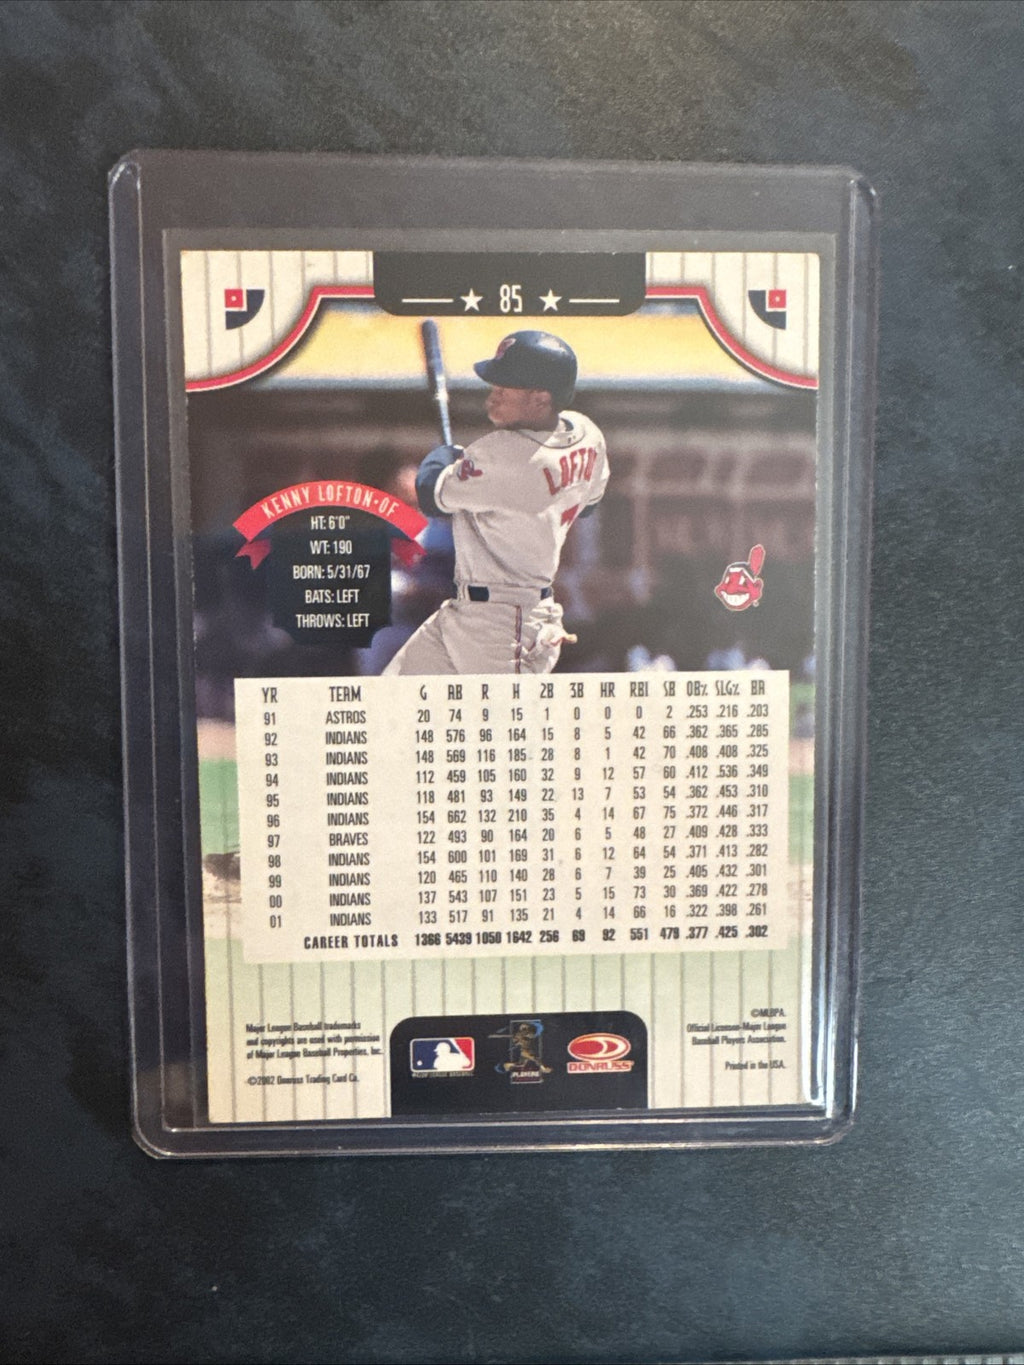 85
LOFTO
7
KENNY LOFTON•OF
HT: 6'0"
WT: 190
BORN: 5/31/67
BATS: LEFT
THROWS: LEFT
YR TEAM G AB R H 2B 3B HR RBI SB OB% SLG% BA
91 ASTROS 20 74 9 15 1 0 0 0 2 .253 .216 .203
92 INDIANS 148 576 96 164 15 8 5 42 66 .362 .365 .285
93 INDIANS 148 569 116 185 28 8 1 42 70 .408 .408 .325
94 INDIANS 112 459 105 160 32 9 12 57 60 .412 .536 .349
95 INDIANS 118 481 93 149 22 13 7 53 54 .362 .453 .310
96 INDIANS 154 662 132 210 35 4 14 67 75 .372 .446 .317
97 BRAVES 122 493 90 164 20 6 5 48 27 .409 .428 .333
98 INDIANS 154 600 101 169 31 6 12 64 54 .371 .413 .282
99 INDIANS 120 465 110 140 28 6 7 39 25 .405 .432 .301
00 INDIANS 137 543 107 151 23 5 15 73 30 .369 .422 .278
01 INDIANS 133 517 91 135 21 4 14 66 16 .322 .398 .261
CAREER TOTALS 1366 5439 1050 1642 256 69 92 551 479 .377 .425 .302
Major League Baseball trademarks
and copyrights are used with permission
of Major League Baseball Properties, Inc.
©2002 Donruss Trading Card Co.
MAJOR LEAGUE BASEBALL
PLAYERS
DONRUSS
©MLBPA
Official Licensee-Major League
Baseball Players Association.
Printed in the USA.